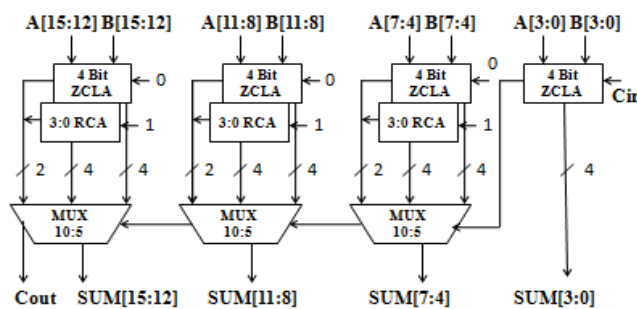 A[15:12] B[15:12] A[11:8] B[11:8] A[7:4] B[7:4] A[3:0] B[3:0]
4 Bit ZCLA 0 4 Bit ZCLA 0 4 Bit ZCLA 0 4 Bit ZCLA Cin
3:0 RCA 1 3:0 RCA 1 3:0 RCA 1
2 4 4 2 4 4 2 4 4 4
MUX 10:5 MUX 10:5 MUX 10:5
Cout SUM[15:12] SUM[11:8] SUM[7:4] SUM[3:0]